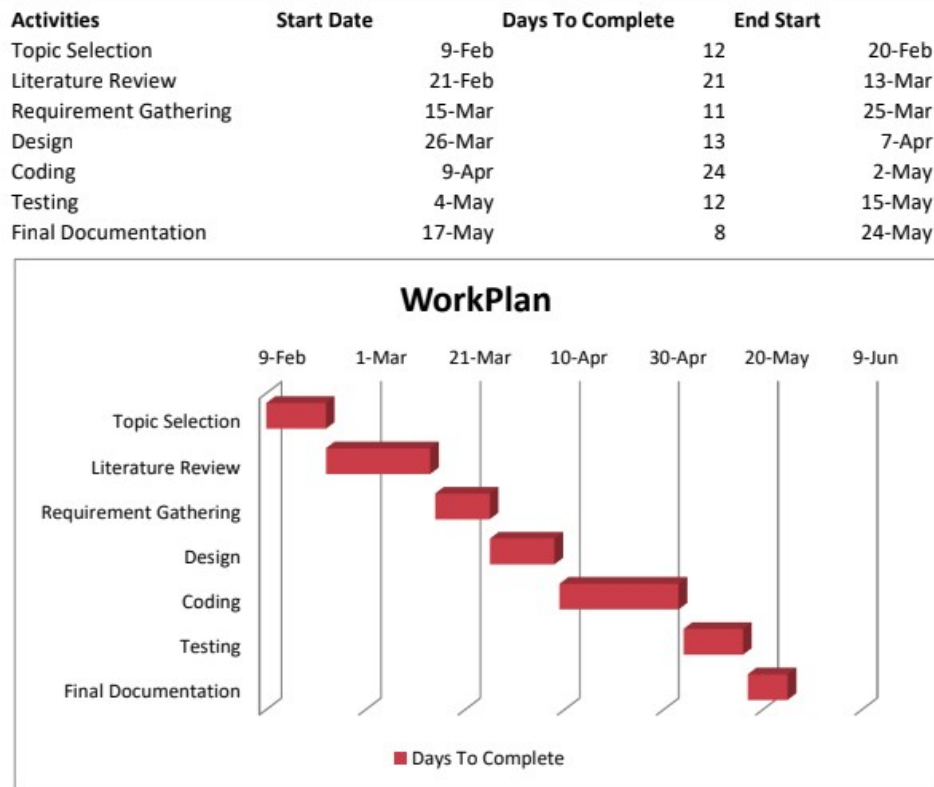 Activities Start Date Days To Complete End Start
Topic Selection 9-Feb 12 20-Feb
Literature Review 21-Feb 21 13-Mar
Requirement Gathering 15-Mar 11 25-Mar
Design 26-Mar 13 7-Apr
Coding 9-Apr 24 2-May
Testing 4-May 12 15-May
Final Documentation 17-May 8 24-May
WorkPlan
9-Feb 1-Mar 21-Mar 10-Apr 30-Apr 20-May 9-Jun
Topic Selection
Literature Review
Requirement Gathering
Design
Coding
Testing
Final Documentation
Days To Complete